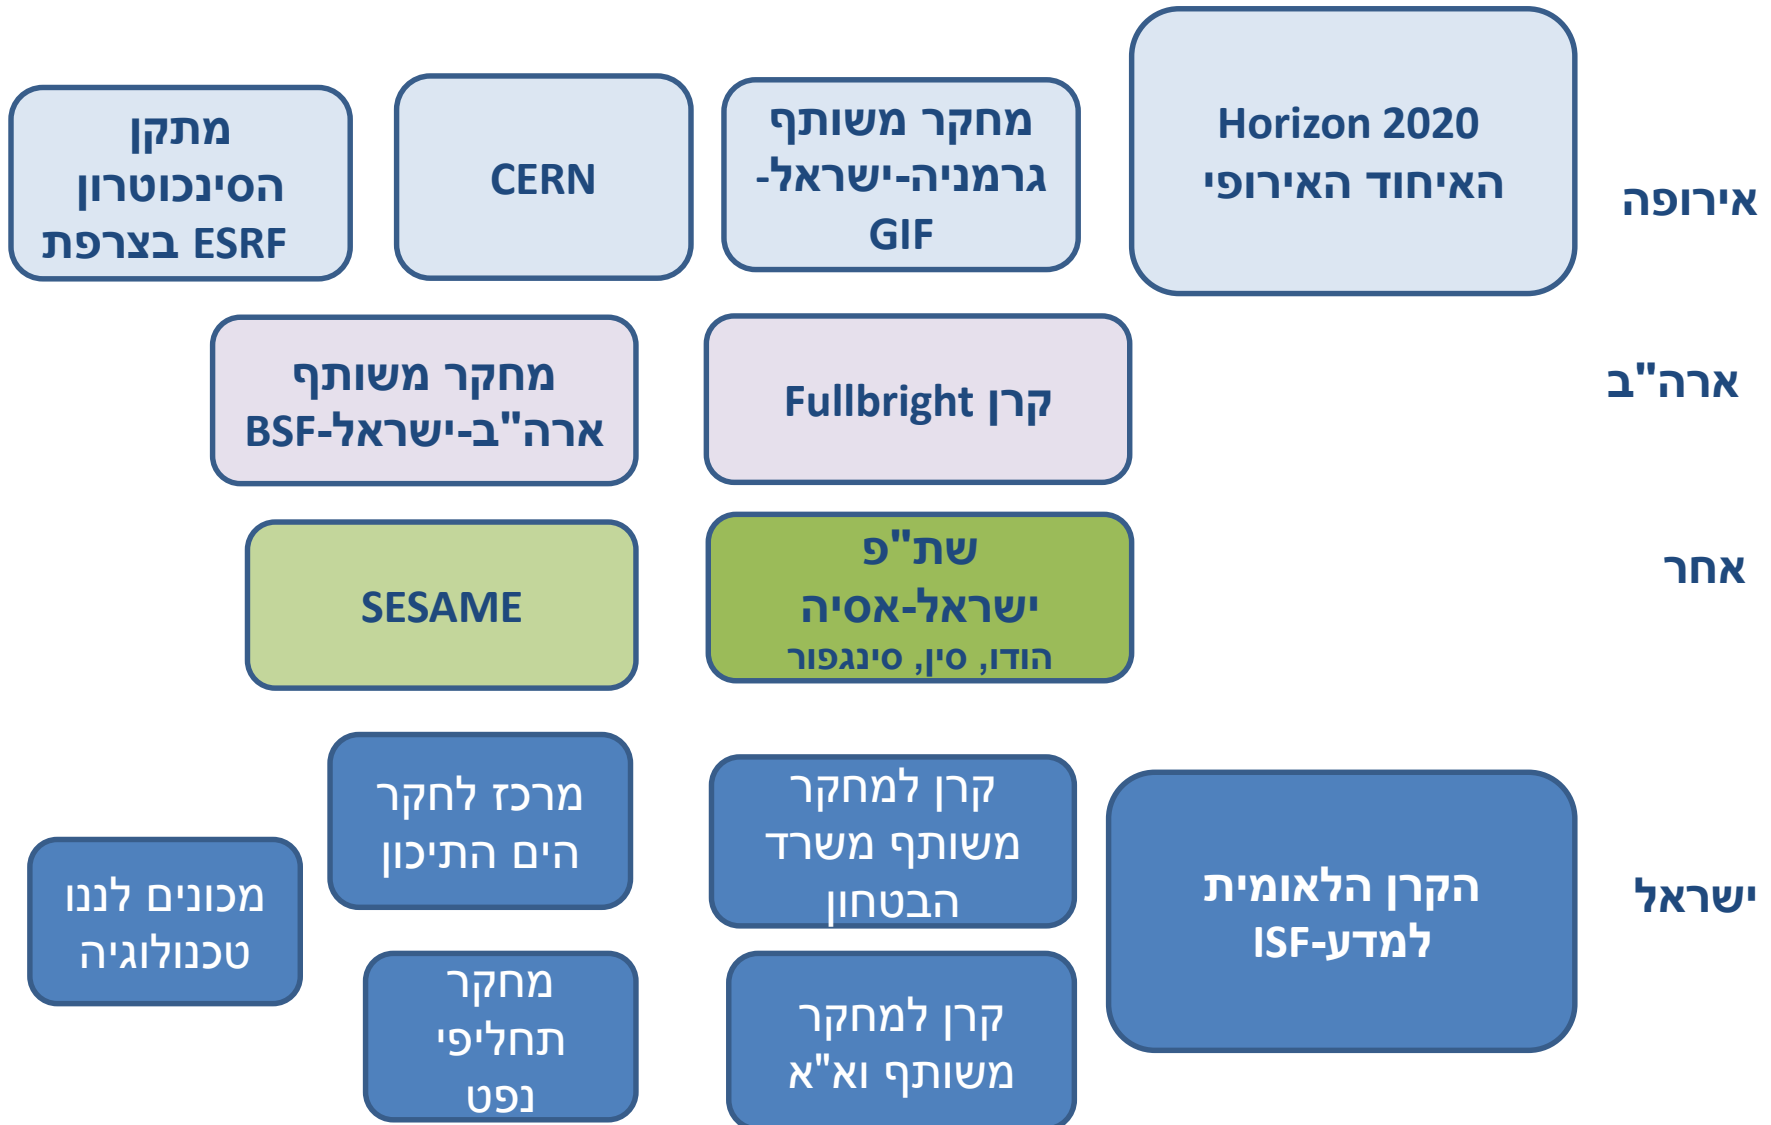 אירופה
Horizon 2020
האיחוד האירופי
מחקר משותף
גרמניה-ישראל-
GIF
CERN
מתקן
הסינכוטרון
ESRF בצרפת
ארה"ב
קרן Fullbright
מחקר משותף
ארה"ב-ישראל-BSF
אחר
שת"פ
ישראל-אסיה
הודו, סין, סינגפור
SESAME
ישראל
הקרן הלאומית
למדע-ISF
קרן למחקר
משותף משרד
הבטחון
קרן למחקר
משותף וא"א
מרכז לחקר
הים התיכון
מחקר
תחליפי
נפט
מכונים לננו
טכנולוגיה